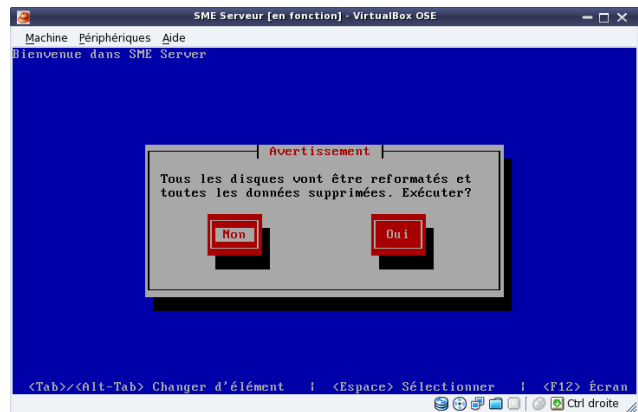 SME Serveur [en fonction] - VirtualBox OSE
Machine Périphériques Aide
Bienvenue dans SME Server
Avertissement
Tous les disques vont être reformatés et
toutes les données supprimées. Exécuter?
Non Oui
<Tab>/<Alt-Tab> Changer d'élément | <Espace> Sélectionner | <F12> Écran
Ctrl droite